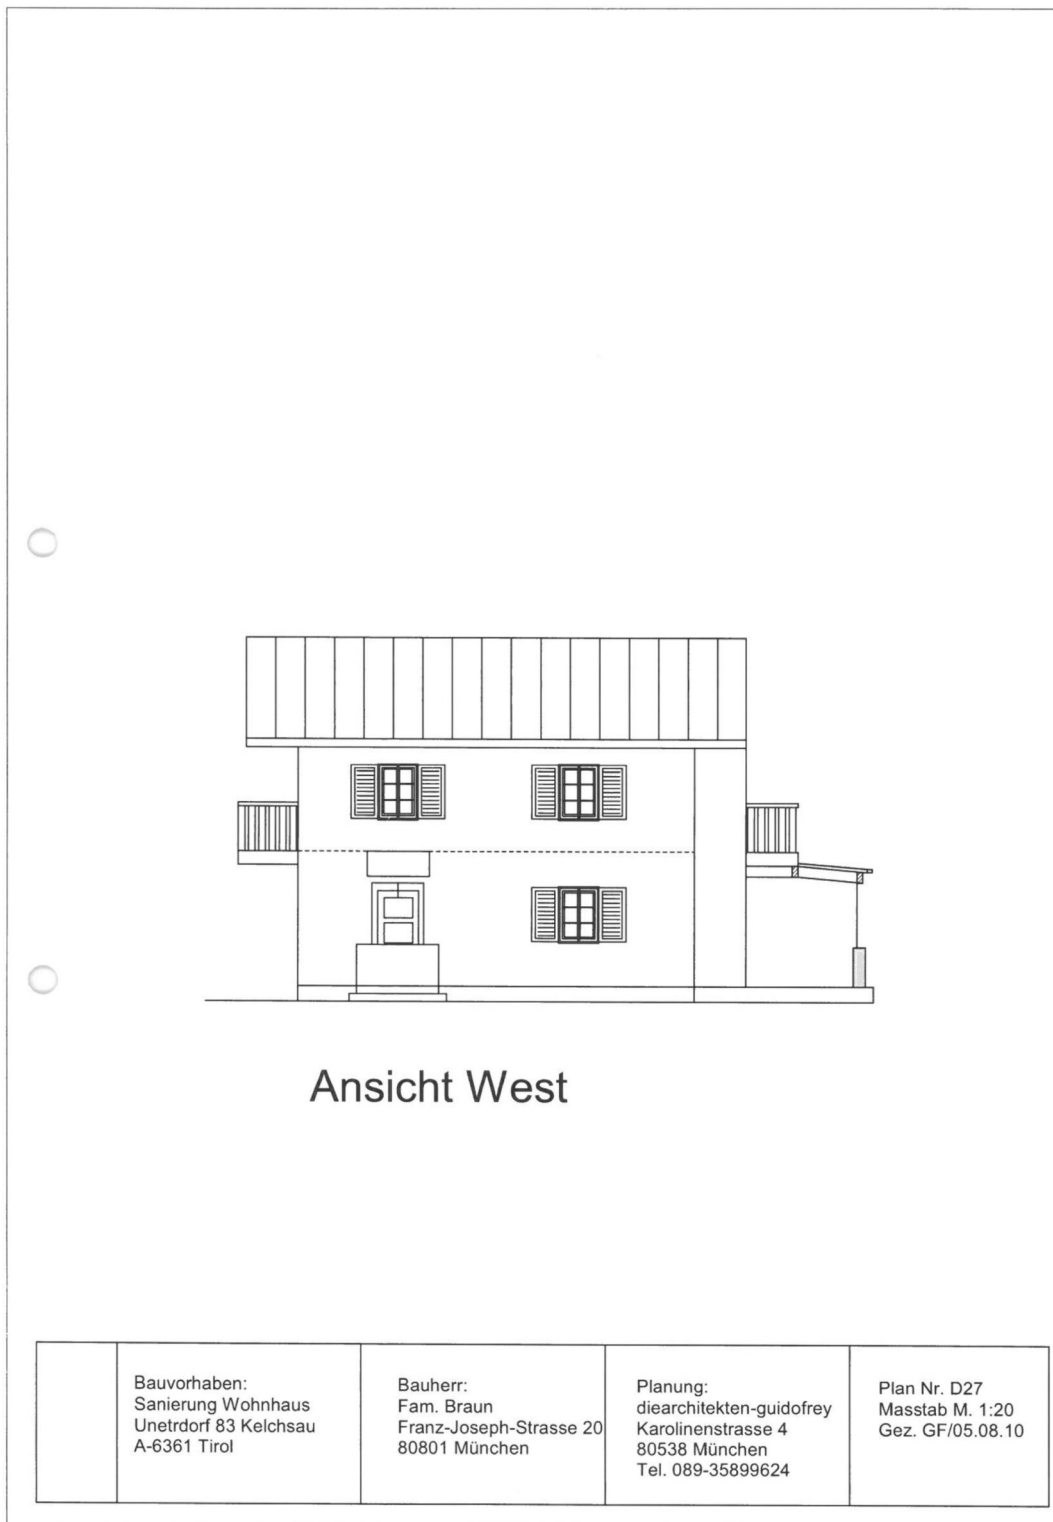 Ansicht West
Bauvorhaben:
Sanierung Wohnhaus
Unetrdorf 83 Kelchsau
A-6361 Tirol
Bauherr:
Fam. Braun
Franz-Joseph-Strasse 20
80801 München
Planung:
diearchitekten-guidofrey
Karolinenstrasse 4
80538 München
Tel. 089-35899624
Plan Nr. D27
Masstab M. 1:20
Gez. GF/05.08.10